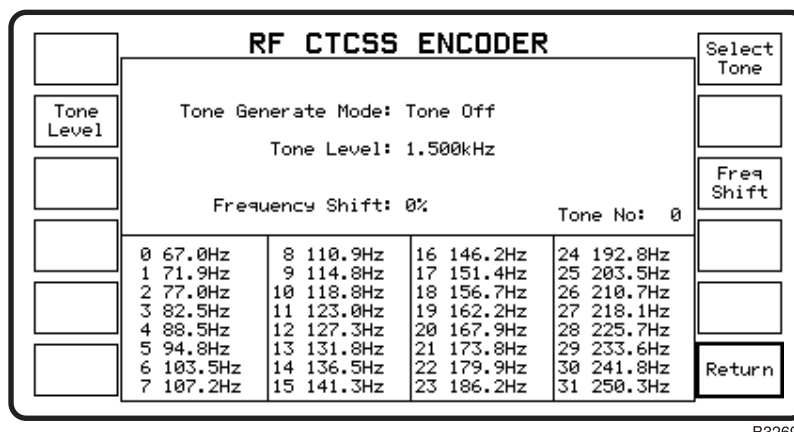 RF CTCSS ENCODER
Select
Tone
Tone
Level
Tone Generate Mode: Tone Off
Tone Level: 1.500kHz
Freq
Shift
Frequency Shift: 0%
Tone No: 0
0 67.0Hz 8 110.9Hz 16 146.2Hz 24 192.8Hz
1 71.9Hz 9 114.8Hz 17 151.4Hz 25 203.5Hz
2 77.0Hz 10 118.8Hz 18 156.7Hz 26 210.7Hz
3 82.5Hz 11 123.0Hz 19 162.2Hz 27 218.1Hz
4 88.5Hz 12 127.3Hz 20 167.9Hz 28 225.7Hz
5 94.8Hz 13 131.8Hz 21 173.8Hz 29 233.6Hz
6 103.5Hz 14 136.5Hz 22 179.9Hz 30 241.8Hz
7 107.2Hz 15 141.3Hz 23 186.2Hz 31 250.3Hz
Return